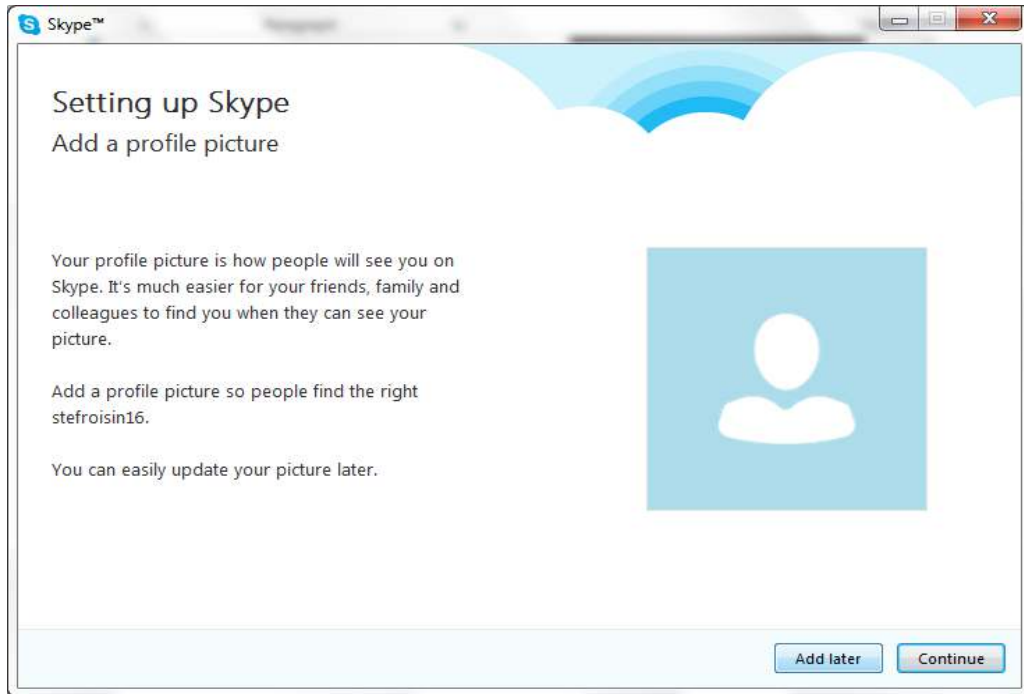 Skype™
Setting up Skype
Add a profile picture
Your profile picture is how people will see you on
Skype. It's much easier for your friends, family and
colleagues to find you when they can see your
picture.
Add a profile picture so people find the right
stefroisin16.
You can easily update your picture later.
Add later
Continue